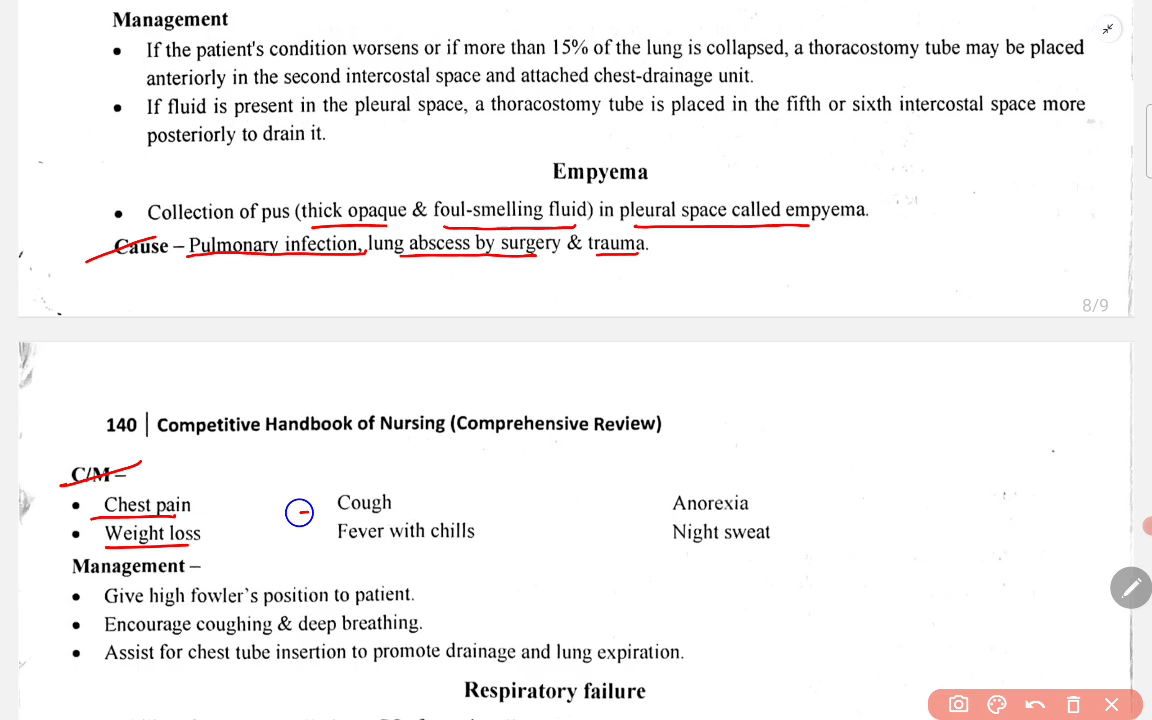 Management
• If the patient's condition worsens or if more than 15% of the lung is collapsed, a thoracostomy tube may be placed
anteriorly in the second intercostal space and attached chest-drainage unit.
• If fluid is present in the pleural space, a thoracostomy tube is placed in the fifth or sixth intercostal space more
posteriorly to drain it.
Empyema
• Collection of pus (thick opaque & foul-smelling fluid) in pleural space called empyema.
Cause – Pulmonary infection, lung abscess by surgery & trauma.
8/9
140 | Competitive Handbook of Nursing (Comprehensive Review)
C/M –
• Chest pain Cough Anorexia
• Weight loss Fever with chills Night sweat
Management –
• Give high fowler's position to patient.
• Encourage coughing & deep breathing.
• Assist for chest tube insertion to promote drainage and lung expiration.
Respiratory failure